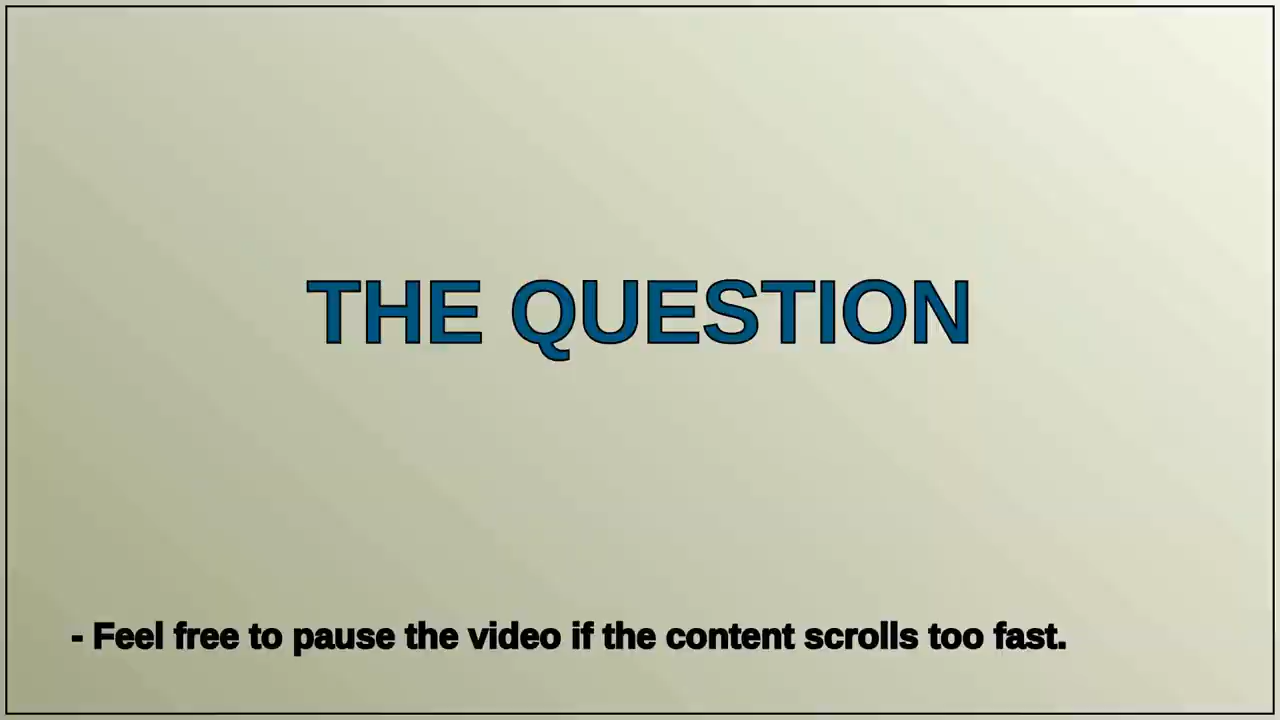 THE QUESTION
- Feel free to pause the video if the content scrolls too fast.